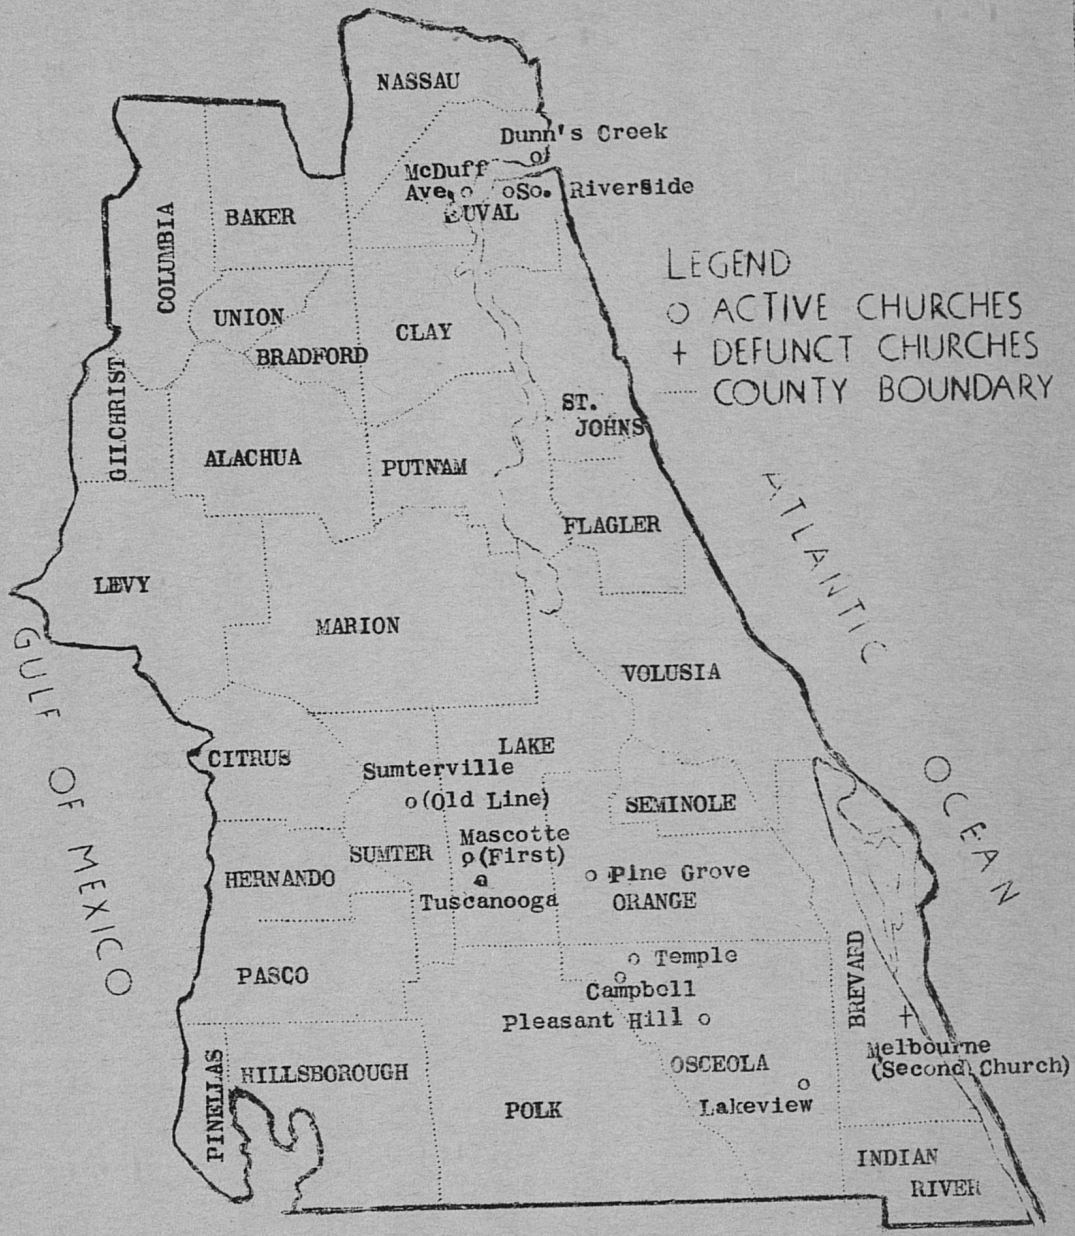 NASSAU
Dunn's Creek
McDuff
Ave.
So. Riverside
DUVAL
BAKER
COLUMBIA
LEGEND
ACTIVE CHURCHES
+ DEFUNCT CHURCHES
COUNTY BOUNDARY
UNION
BRADFORD
CLAY
GILCHRIST
ST.
JOHNS
ALACHUA
PUTNAM
FLAGLER
ATLANTIC
OCEAN
LEVY
MARION
GULF OF MEXICO
VOLUSIA
CITRUS
LAKE
Sumterville
(Old Line)
SEMINOLE
Mascotte
(First)
SUMTER
HERNANDO
Tuscanooga
Pine Grove
ORANGE
PASCO
Temple
Campbell
Pleasant Hill
BREVARD
Melbourne
(Second Church)
PINELLAS
HILLSBOROUGH
OSCEOLA
Lakeview
POLK
INDIAN
RIVER